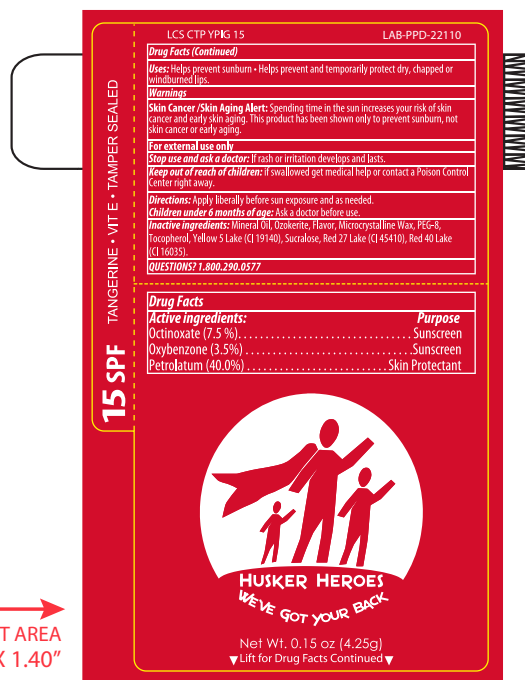 LCS CTP YPIG 15 LAB-PPD-22110
Drug Facts (Continued)
Uses: Helps prevent sunburn • Helps prevent and temporarily protect dry, chapped or
windburned lips.
Warnings
Skin Cancer /Skin Aging Alert: Spending time in the sun increases your risk of skin
cancer and early skin aging. This product has been shown only to prevent sunburn, not
skin cancer or early aging.
For external use only
Stop use and ask a doctor: If rash or irritation develops and lasts.
Keep out of reach of children: if swallowed get medical help or contact a Poison Control
Center right away.
Directions: Apply liberally before sun exposure and as needed.
Children under 6 months of age: Ask a doctor before use.
Inactive ingredients: Mineral Oil, Ozokerite, Flavor, Microcrystalline Wax, PEG-8,
Tocopherol, Yellow 5 Lake (CI 19140), Sucralose, Red 27 Lake (CI 45410), Red 40 Lake
(CI 16035).
QUESTIONS? 1.800.290.0577
15 SPF TANGERINE • VIT E • TAMPER SEALED
Drug Facts
Active ingredients: Purpose
Octinoxate (7.5 %)............................... Sunscreen
Oxybenzone (3.5%)..............................Sunscreen
Petrolatum (40.0%).........................Skin Protectant
HUSKER HEROES
WE'VE GOT YOUR BACK
Net Wt. 0.15 oz (4.25g)
▼Lift for Drug Facts Continued▼
T AREA
X 1.40”